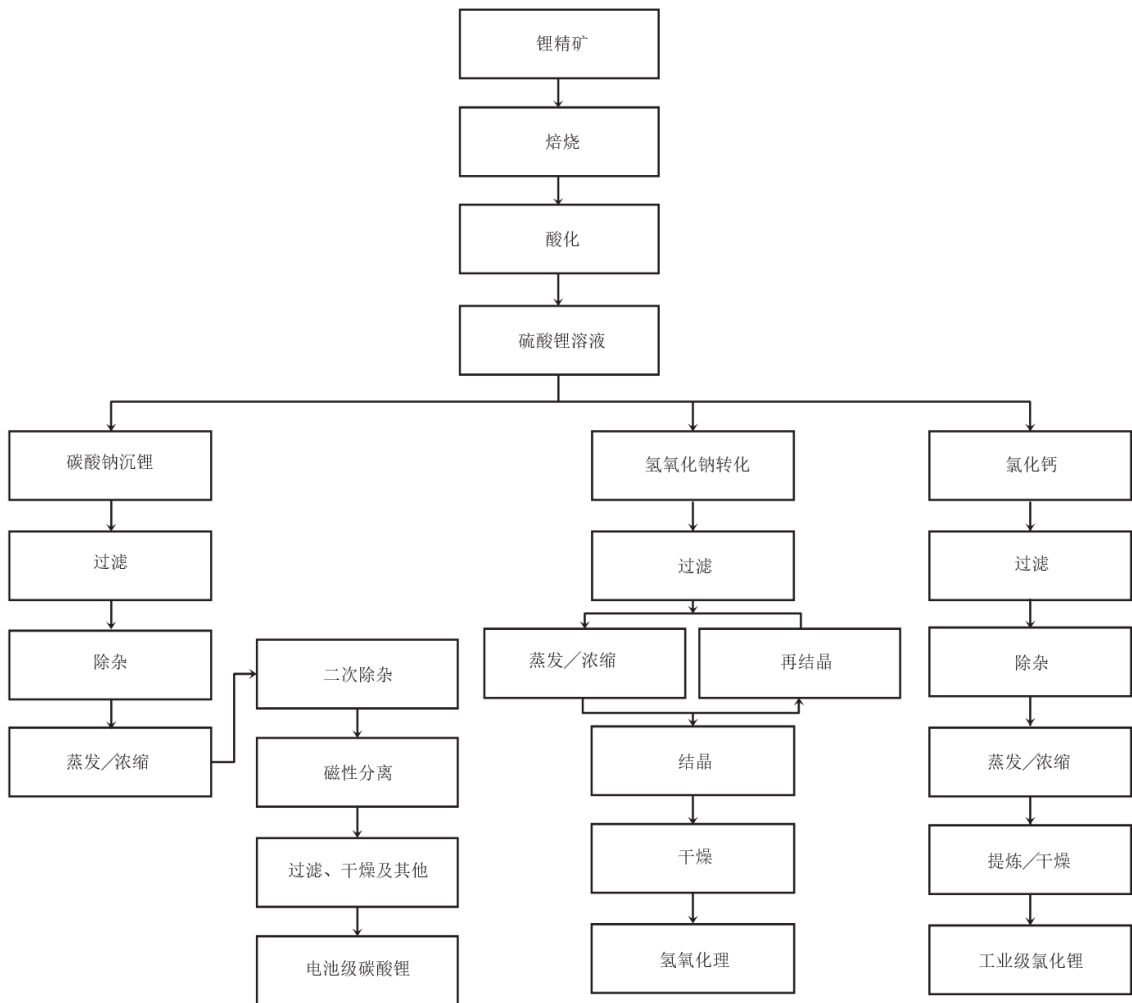 锂精矿
焙烧
酸化
硫酸锂溶液
碳酸钠沉锂
过滤
除杂
蒸发／浓缩
二次除杂
磁性分离
过滤、干燥及其他
电池级碳酸锂
氢氧化钠转化
过滤
蒸发／浓缩
再结晶
结晶
干燥
氢氧化理
氯化钙
过滤
除杂
蒸发／浓缩
提炼／干燥
工业级氯化锂